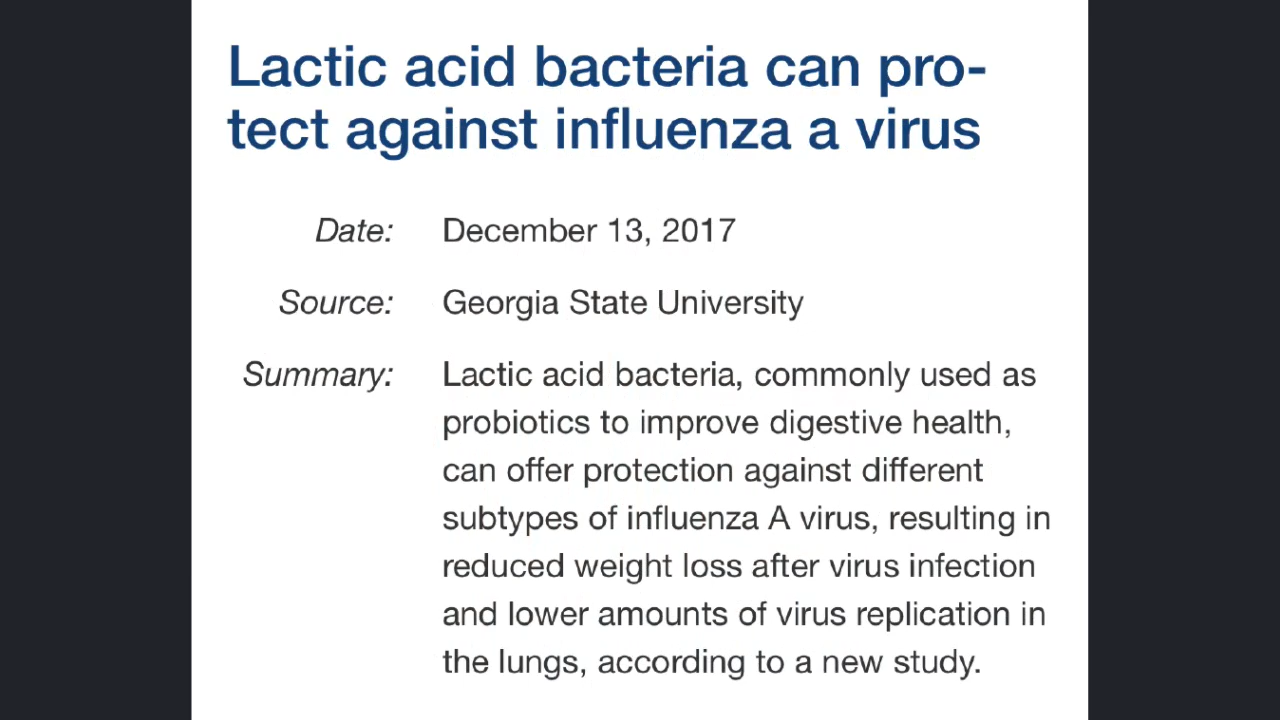 Lactic acid bacteria can pro-
tect against influenza a virus
Date: December 13, 2017
Source: Georgia State University
Summary: Lactic acid bacteria, commonly used as
probiotics to improve digestive health,
can offer protection against different
subtypes of influenza A virus, resulting in
reduced weight loss after virus infection
and lower amounts of virus replication in
the lungs, according to a new study.